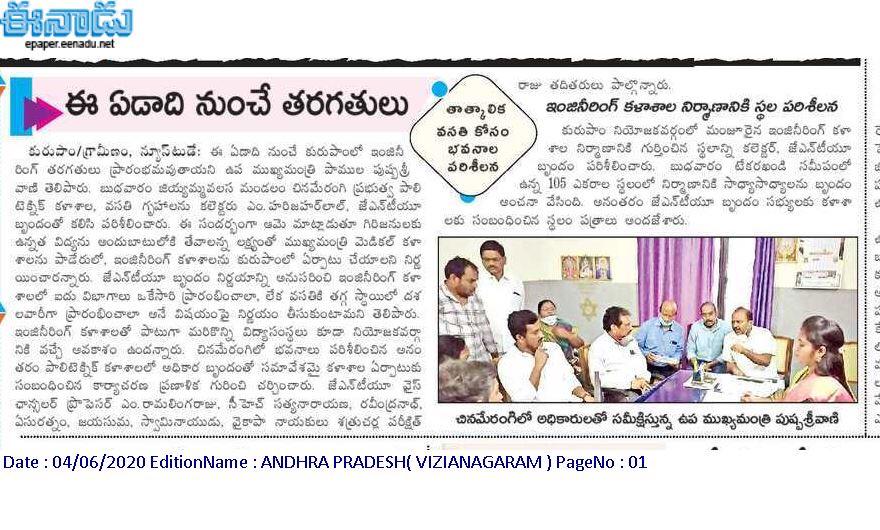 ఈనాడు
epaper.eenadu.net
ఈ ఏడాది నుంచే తరగతులు
కురుపాం/గ్రామీణం, న్యూస్‌టుడే: ఈ ఏడాది నుంచే కురుపాంలో ఇంజినీ
రింగ్ తరగతులు ప్రారంభమవుతాయని ఉప ముఖ్యమంత్రి పాముల పుష్పశ్రీ
వాణి తెలిపారు. బుధవారం జియ్యమ్మవలస మండలం చినమేరంగి ప్రభుత్వ పాలి
టెక్నిక్ కళాశాల, వసతి గృహాలను కలెక్టరు ఎం.హరిజవహర్‌లాల్, జేఎన్‌టీయూ
బృందంతో కలిసి పరిశీలించారు. ఈ సందర్భంగా ఆమె మాట్లాడుతూ గిరిజనులకు
ఉన్నత విద్యను అందుబాటులోకి తేవాలన్న లక్ష్యంతో ముఖ్యమంత్రి మెడికల్ కళా
శాలను పాడేరులో, ఇంజినీరింగ్ కళాశాలను కురుపాంలో ఏర్పాటు చేయాలని నిర్ణ
యించారన్నారు. జేఎన్‌టీయూ బృందం నిర్ణయాన్ని అనుసరించి ఇంజినీరింగ్ కళా
శాలలో ఐదు విభాగాలు ఒకేసారి ప్రారంభించాలా, లేక వసతికి తగ్గ స్థాయిలో దశ
లవారీగా ప్రారంభించాలా అనే విషయంపై నిర్ణయం తీసుకుంటామని తెలిపారు.
ఇంజినీరింగ్ కళాశాలతో పాటుగా మరికొన్ని విద్యాసంస్థలు కూడా నియోజకవర్గా
నికి వచ్చే అవకాశం ఉందన్నారు. చినమేరంగిలో భవనాలు పరిశీలించిన అనం
తరం పాలిటెక్నిక్ కళాశాలలో అధికార బృందంతో సమావేశమై కళాశాల ఏర్పాటుకు
సంబంధించిన కార్యాచరణ ప్రణాళిక గురించి చర్చించారు. జేఎన్‌టీయూ వైస్
ఛాన్సలర్ ప్రొఫెసర్ ఎం.రామలింగరాజు, సీహెచ్ సత్యనారాయణ, రవీంద్రనాథ్,
ఏసురత్నం, జయసుమ, స్వామినాయుడు, వైకాపా నాయకులు శత్రుచర్ల పరీక్షిత్
తాత్కాలిక
వసతి కోసం
భవనాల
పరిశీలన
రాజు తదితరులు పాల్గొన్నారు.
ఇంజినీరింగ్ కళాశాల నిర్మాణానికి స్థల పరిశీలన
కురుపాం నియోజకవర్గంలో మంజూరైన ఇంజినీరింగ్ కళా
శాల నిర్మాణానికి గుర్తించిన స్థలాన్ని కలెక్టర్, జేఎన్‌టీయూ
బృందం పరిశీలించారు. బుధవారం టేకరఖండి సమీపంలో
ఉన్న 105 ఎకరాల స్థలంలో నిర్మాణానికి సాధ్యాసాధ్యాలను బృందం
అంచనా వేసింది. అనంతరం జేఎన్‌టీయూ బృందం సభ్యులకు కళాశా
లకు సంబంధించిన స్థలం పత్రాలు అందజేశారు.
చినమేరంగిలో అధికారులతో సమీక్షిస్తున్న ఉప ముఖ్యమంత్రి పుష్పశ్రీవాణి
Date : 04/06/2020 EditionName : ANDHRA PRADESH( VIZIANAGARAM ) PageNo : 01